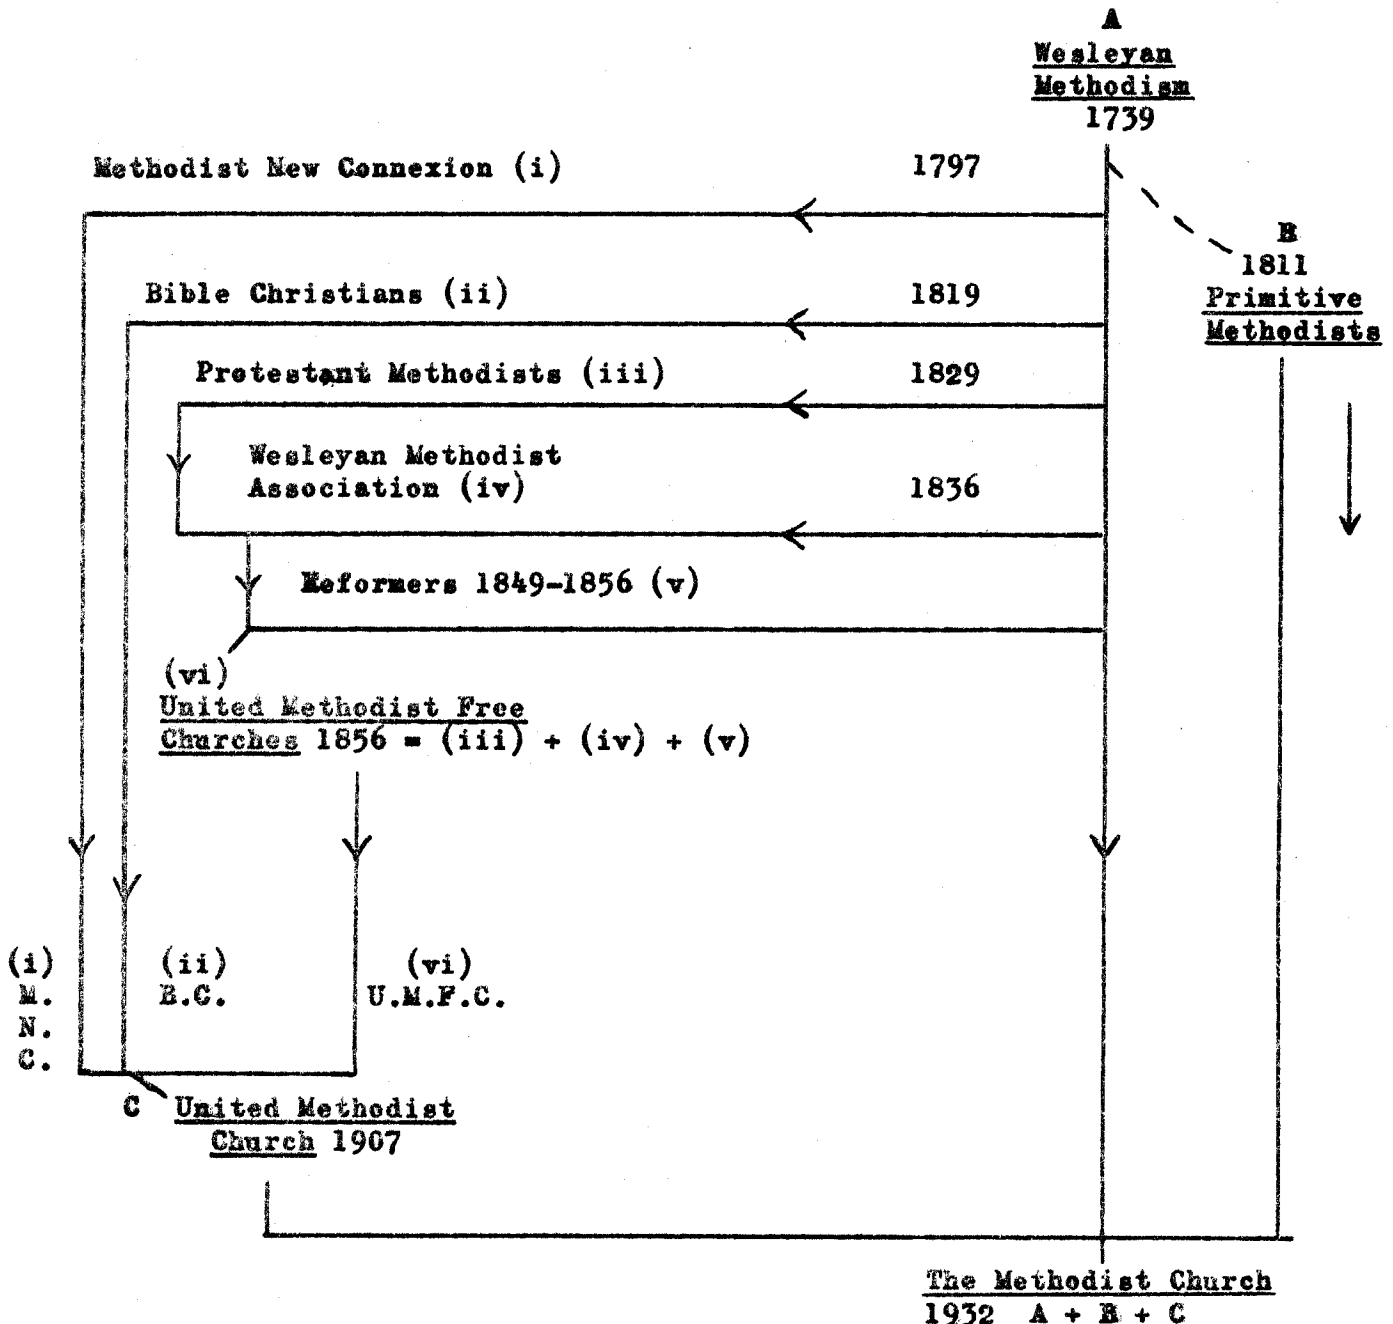 A
Wesleyan
Methodism
1739
Methodist New Connexion (i) 1797
B
1811
Primitive
Methodists
Bible Christians (ii) 1819
Protestant Methodists (iii) 1829
Wesleyan Methodist
Association (iv) 1836
Reformers 1849-1856 (v)
(vi)
United Methodist Free
Churches 1856 = (iii) + (iv) + (v)
(i)
M.
N.
C.
(ii)
B.C.
(vi)
U.M.F.C.
C United Methodist
Church 1907
The Methodist Church
1932 A + B + C